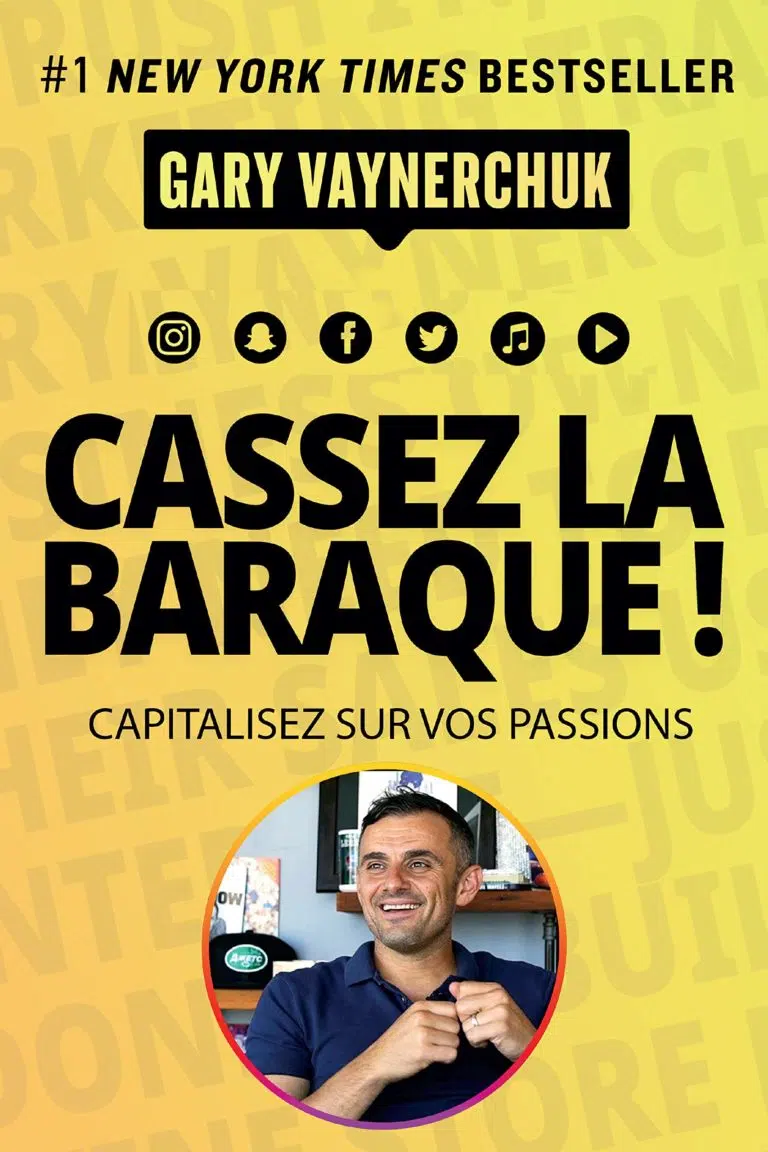 #1 NEW YORK TIMES BESTSELLER
GARY VAYNERCHUK
CASSEZ LA
BARAQUE !
CAPITALISEZ SUR VOS PASSIONS